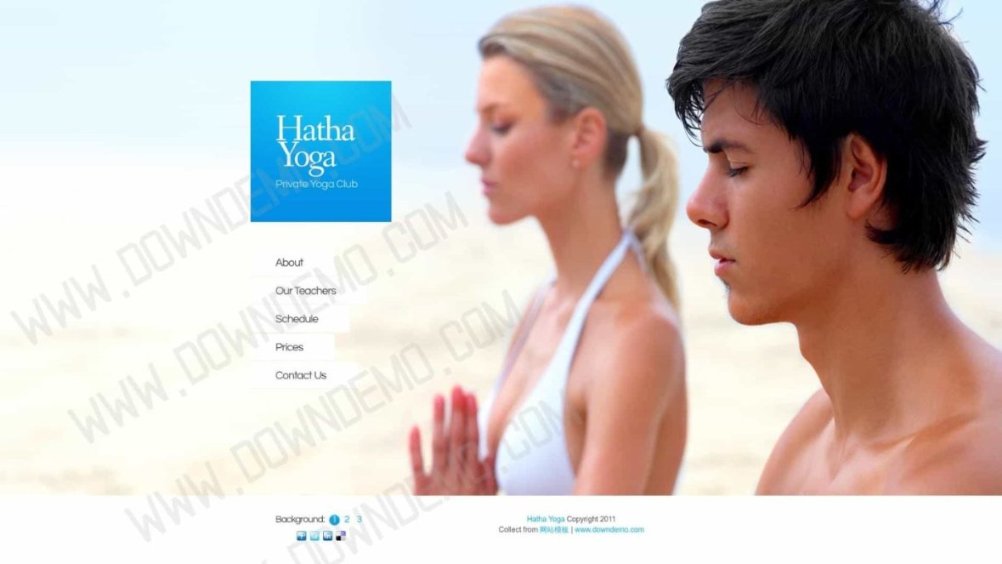 Hatha
Yoga
Private Yoga Club
About
Our Teachers
Schedule
Prices
Contact Us
WWW.DOWNDEMO.COM
WWW.DOWNDEMO.COM
WWW.DOWNDEMO.COM
WWW.DOWNDEMO.COM
Background: 1 2 3
Hatha Yoga Copyright 2011
Collect from 网站模板 | www.downdemo.com